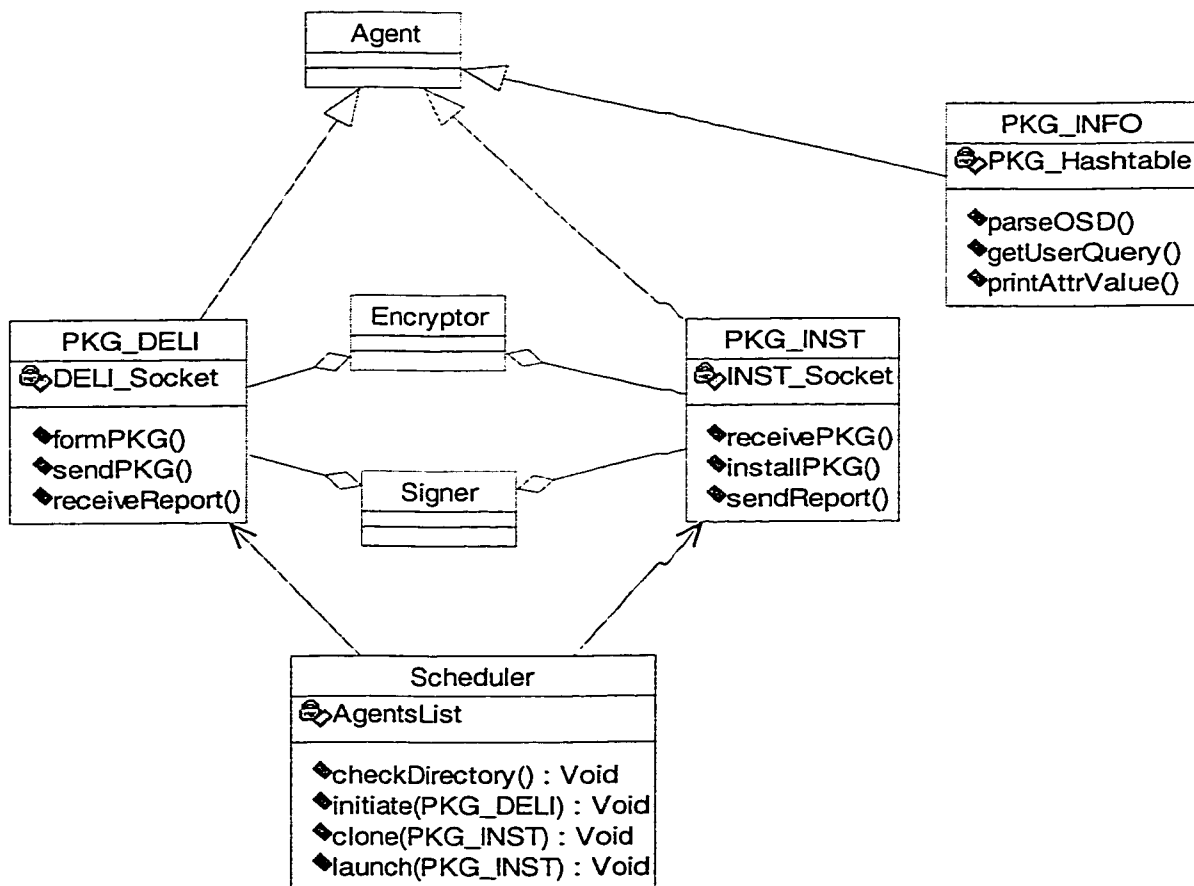 Agent
PKG_INFO
PKG_Hashtable
parseOSD()
getUserQuery()
printAttrValue()
PKG_DELI
DELI_Socket
formPKG()
sendPKG()
receiveReport()
Encryptor
Signer
PKG_INST
INST_Socket
receivePKG()
installPKG()
sendReport()
Scheduler
AgentsList
checkDirectory() : Void
initiate(PKG_DELI) : Void
clone(PKG_INST) : Void
launch(PKG_INST) : Void